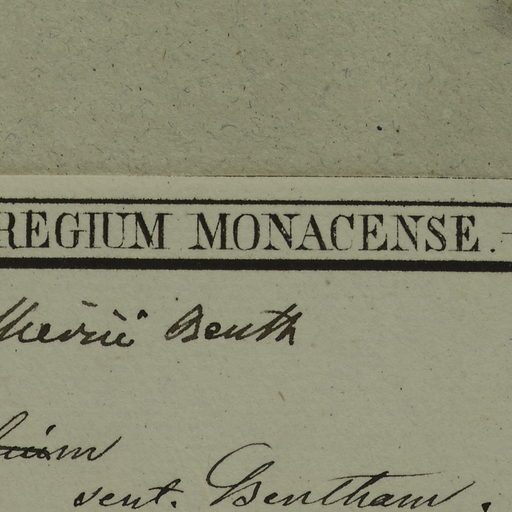 REGIUM MONACENSE. -
Benth
sent. Bentham.